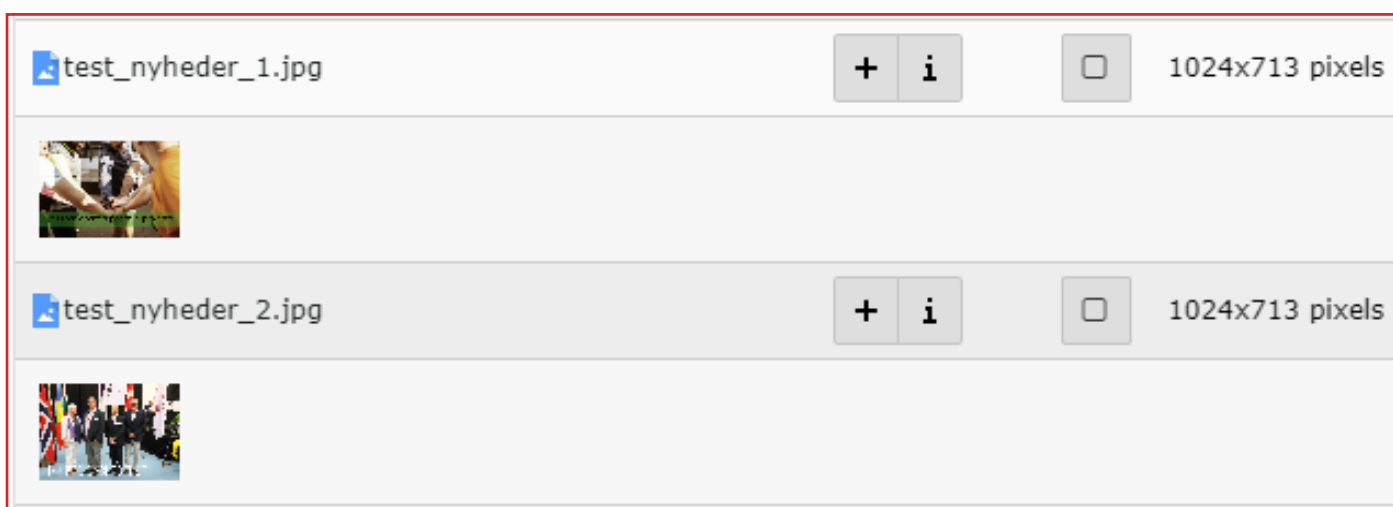 test_nyheder_1.jpg + i 1024x713 pixels
test_nyheder_2.jpg + i 1024x713 pixels